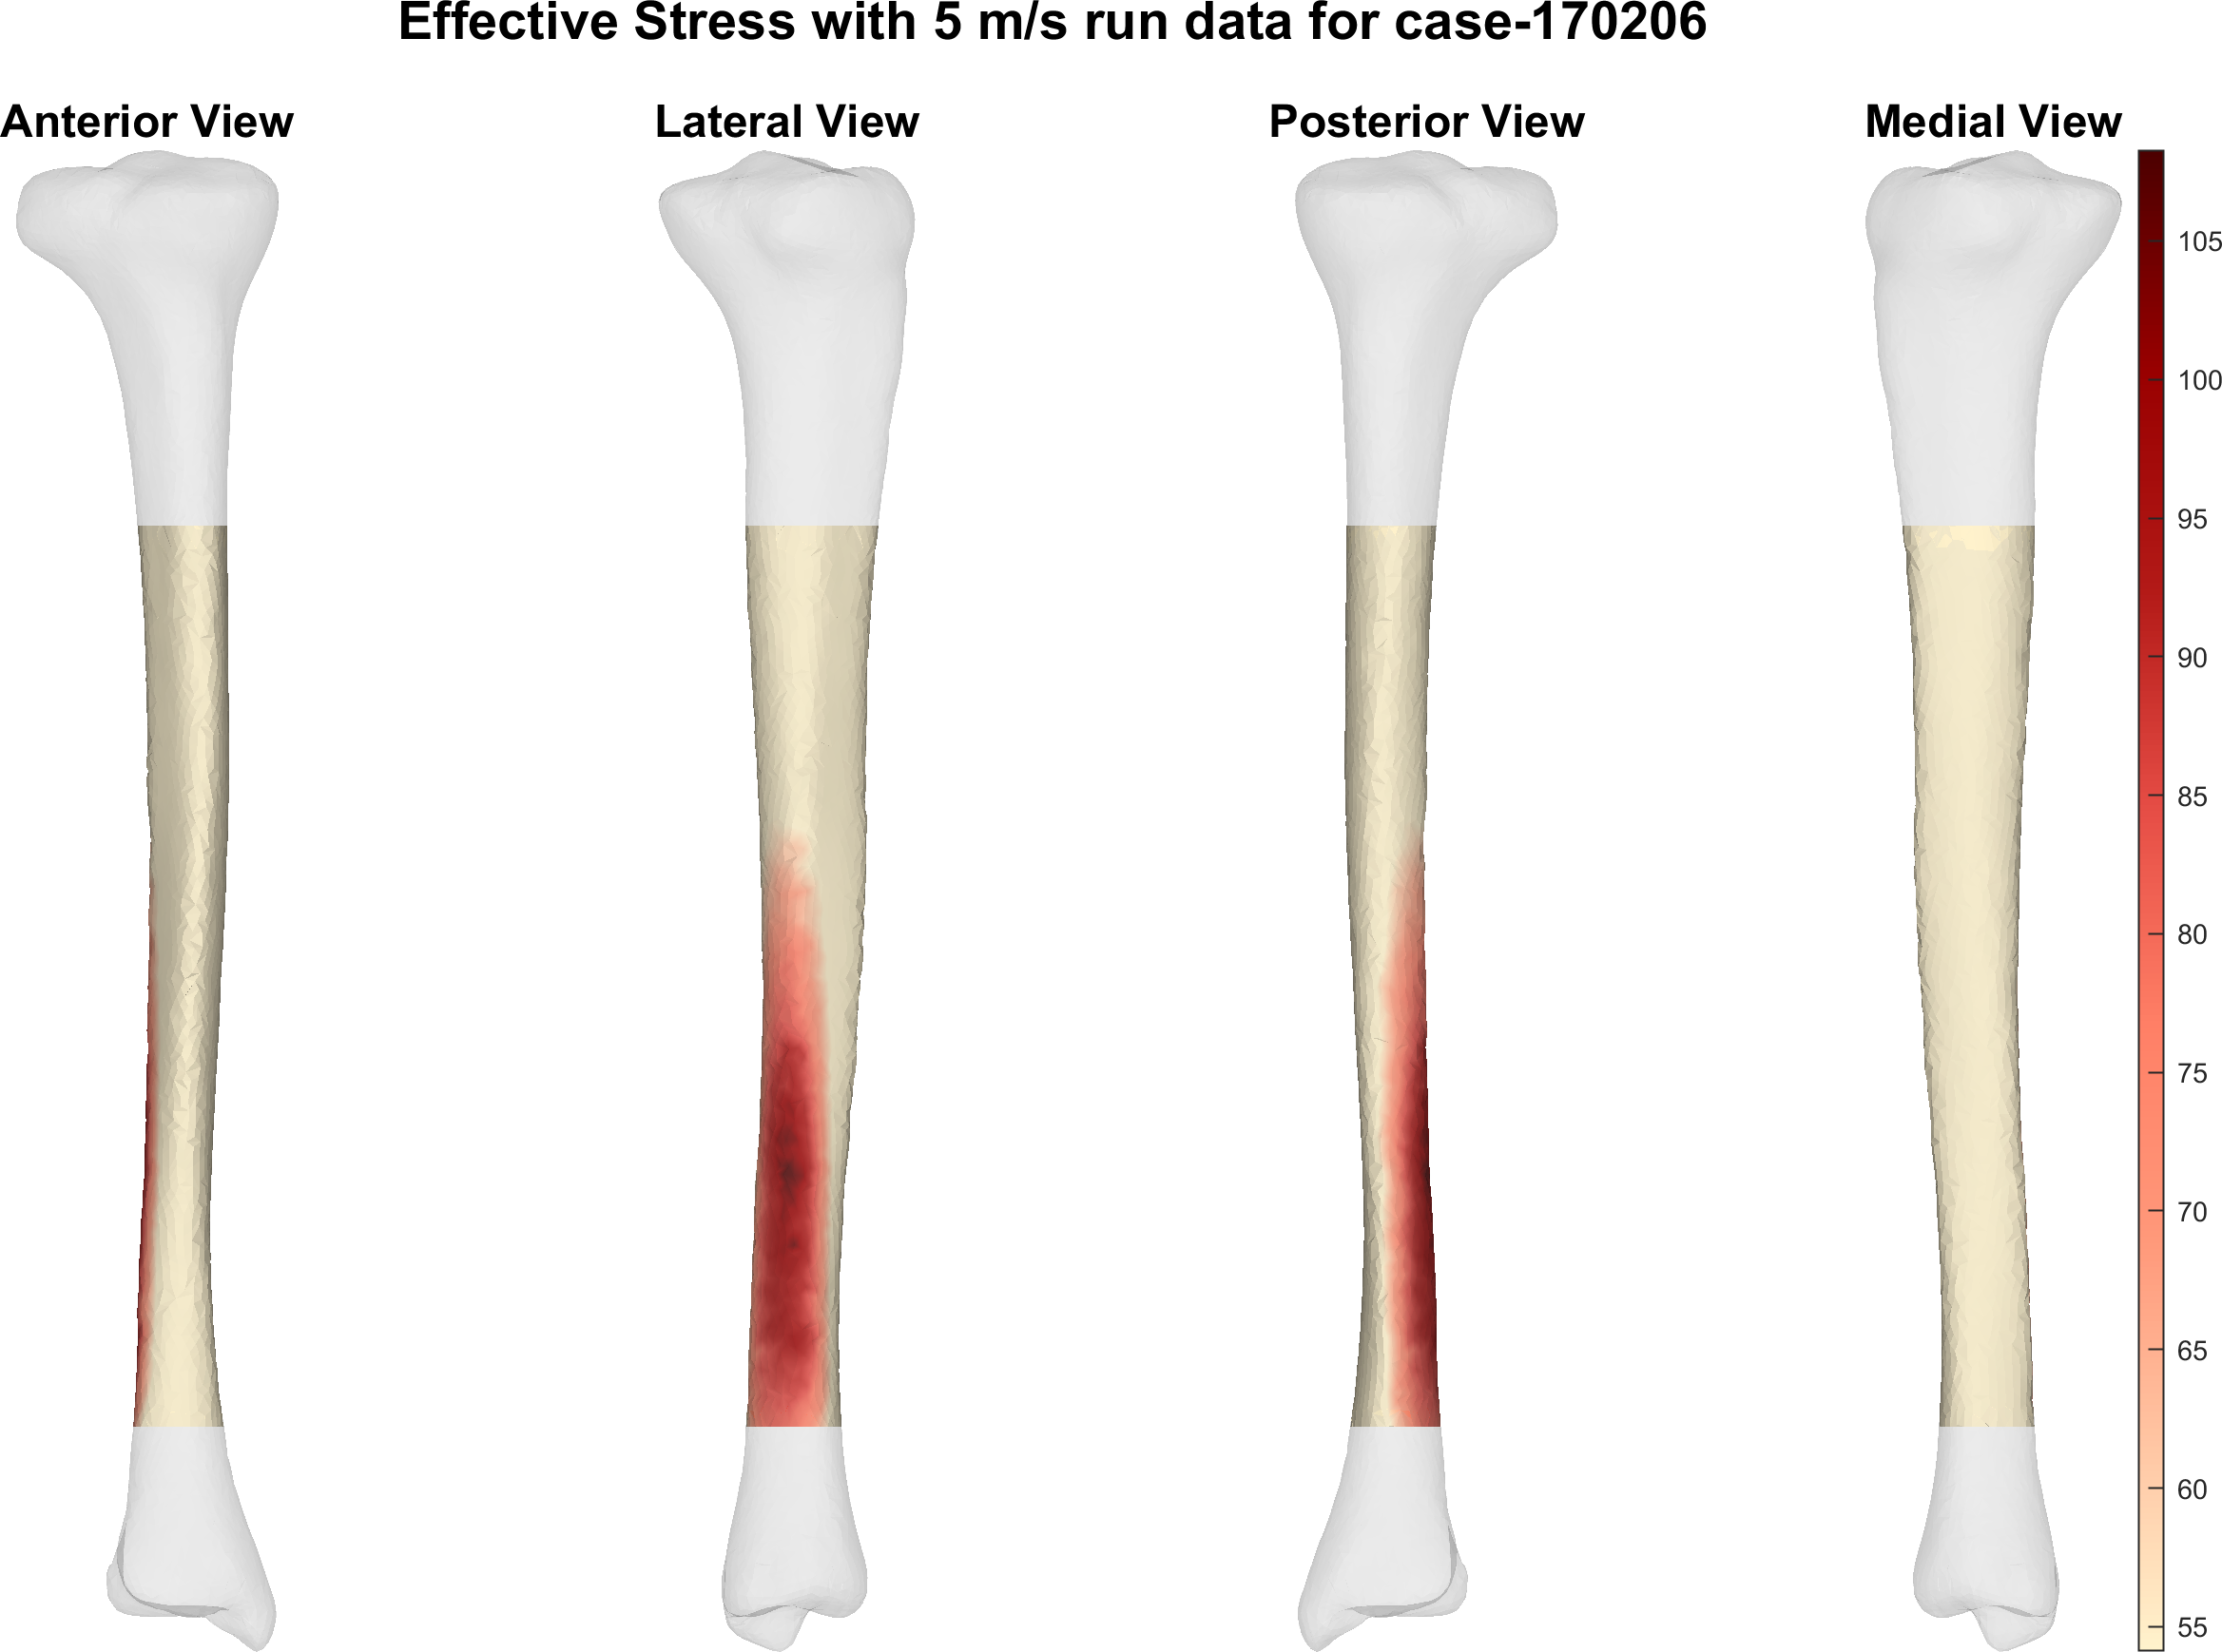 Effective Stress with 5 m/s run data for case-170206
Anterior View
Lateral View
Posterior View
Medial View
105
100
95
90
85
80
75
70
65
60
55